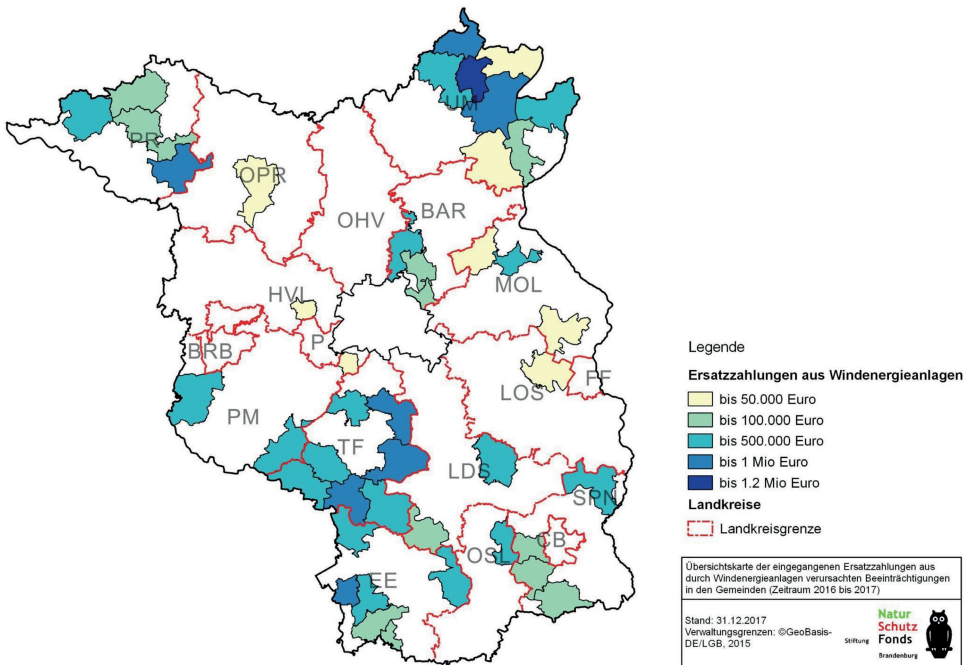 UM
PR
OPR
OHV
BAR
MOL
HVL
BRB
P
PM
LOS
FF
TF
LDS
SPN
OSL
CB
EE
Legende
Ersatzzahlungen aus Windenergieanlagen
bis 50.000 Euro
bis 100.000 Euro
bis 500.000 Euro
bis 1 Mio Euro
bis 1.2 Mio Euro
Landkreise
Landkreisgrenze
Übersichtskarte der eingegangenen Ersatzzahlungen aus
durch Windenergieanlagen verursachten Beeinträchtigungen
in den Gemeinden (Zeitraum 2016 bis 2017)
Stand: 31.12.2017
Verwaltungsgrenzen: ©GeoBasis-
DE/LGB, 2015
Natur
Schutz
Stiftung Fonds
Brandenburg